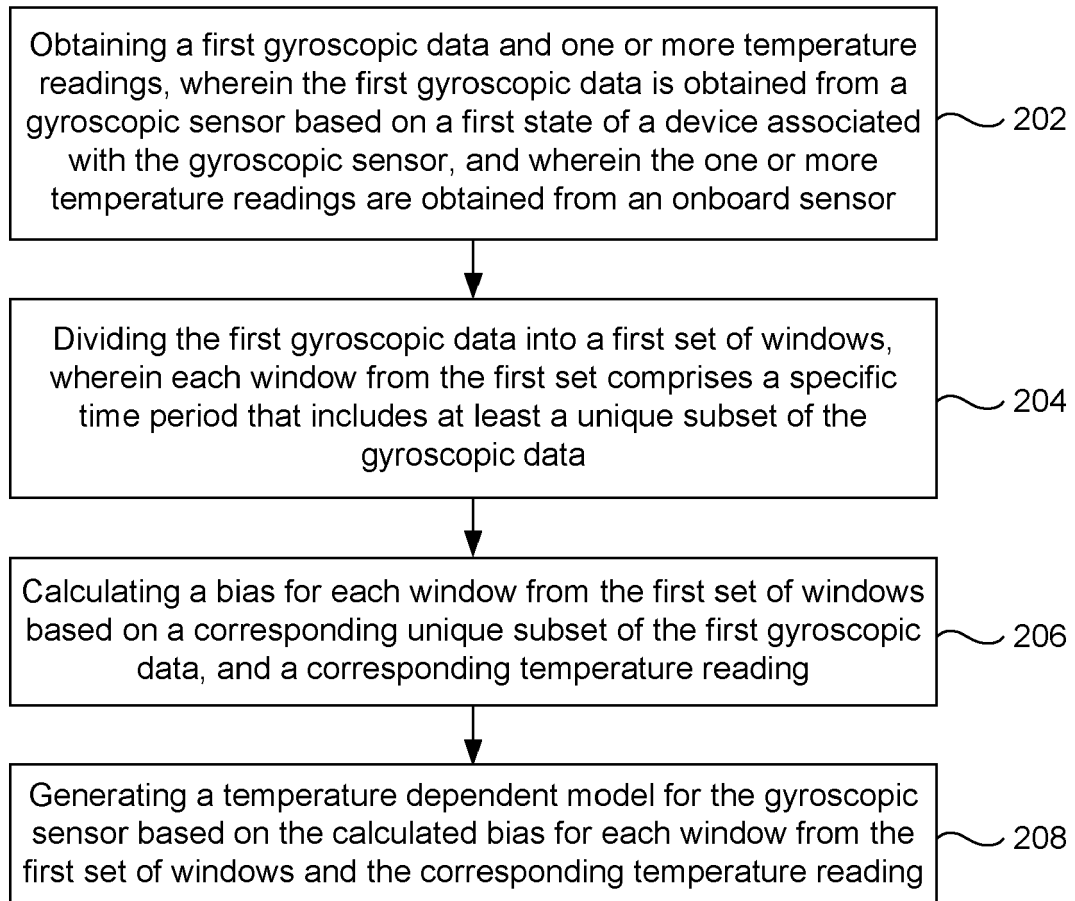 Obtaining a first gyroscopic data and one or more temperature
readings, wherein the first gyroscopic data is obtained from a
gyroscopic sensor based on a first state of a device associated
with the gyroscopic sensor, and wherein the one or more
temperature readings are obtained from an onboard sensor
202
Dividing the first gyroscopic data into a first set of windows,
wherein each window from the first set comprises a specific
time period that includes at least a unique subset of the
gyroscopic data
204
Calculating a bias for each window from the first set of windows
based on a corresponding unique subset of the first gyroscopic
data, and a corresponding temperature reading
206
Generating a temperature dependent model for the gyroscopic
sensor based on the calculated bias for each window from the
first set of windows and the corresponding temperature reading
208